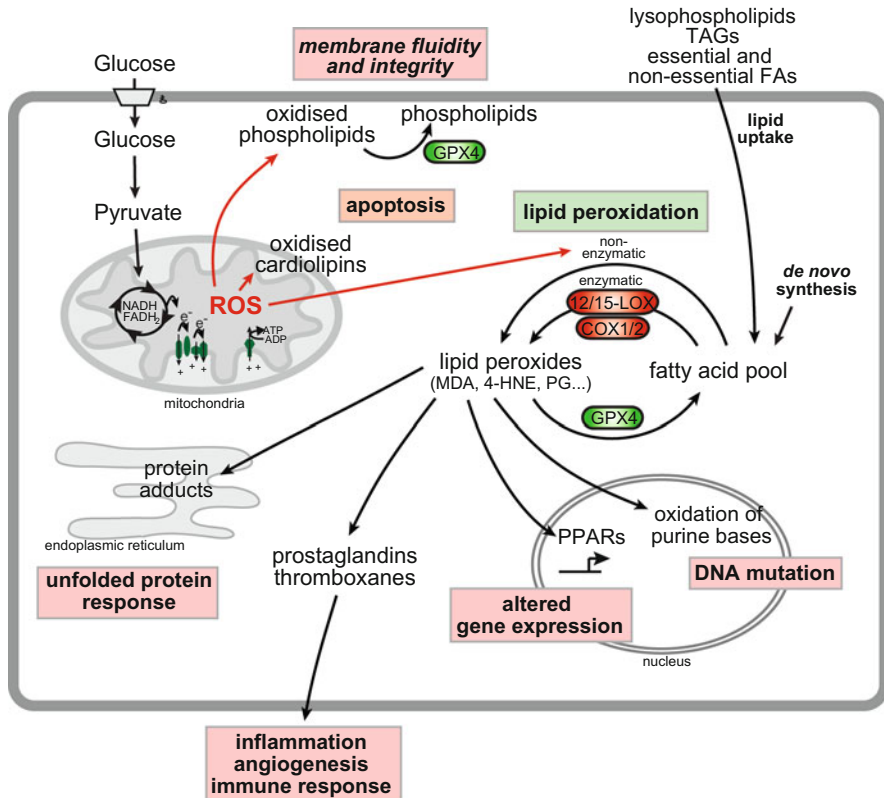 membrane fluidity
and integrity
lysophospholipids
TAGs
essential and
non-essential FAs
Glucose
Glucose
Pyruvate
oxidised
phospholipids
phospholipids
GPX4
lipid
uptake
apoptosis
lipid peroxidation
oxidised
cardiolipins
non-
enzymatic
enzymatic
12/15-LOX
COX1/2
de novo
synthesis
NADH
FADH₂
ROS
e⁻
e⁻
ATP
ADP
+
+ +
+ +
mitochondria
lipid peroxides
(MDA, 4-HNE, PG...)
fatty acid pool
GPX4
protein
adducts
endoplasmic reticulum
unfolded protein
response
prostaglandins
thromboxanes
PPARs
oxidation of
purine bases
DNA mutation
altered
gene expression
nucleus
inflammation
angiogenesis
immune response